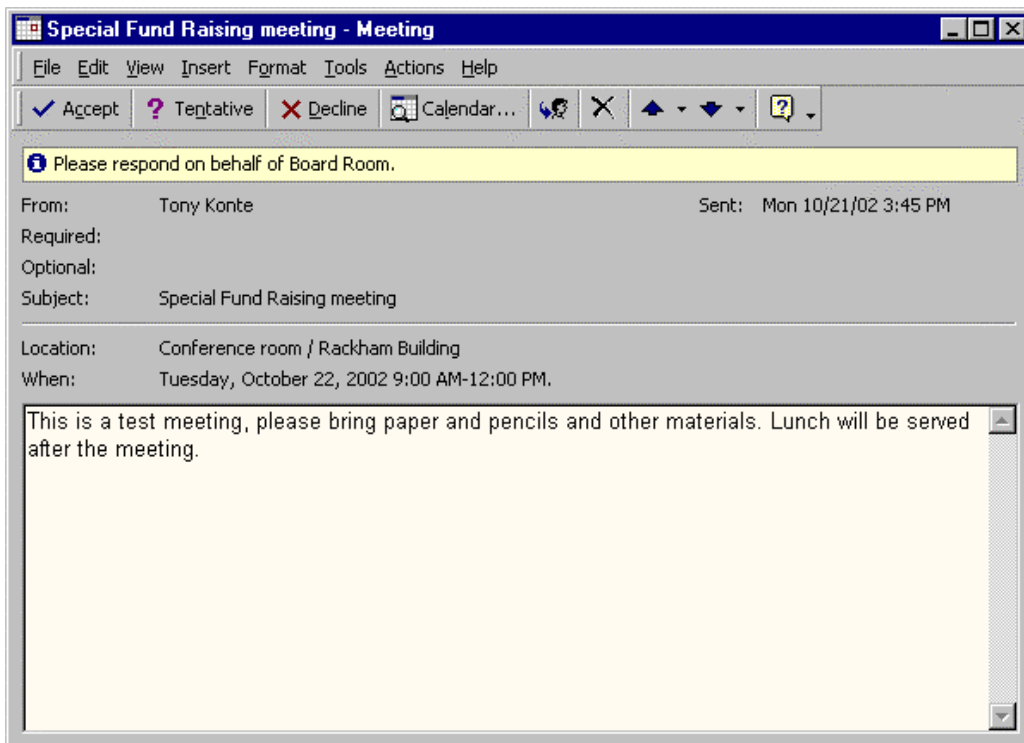 Special Fund Raising meeting - Meeting
File Edit View Insert Format Tools Actions Help
Accept ? Tentative Decline Calendar... ?
Please respond on behalf of Board Room.
From: Tony Konte Sent: Mon 10/21/02 3:45 PM
Required:
Optional:
Subject: Special Fund Raising meeting
Location: Conference room / Rackham Building
When: Tuesday, October 22, 2002 9:00 AM-12:00 PM.
This is a test meeting, please bring paper and pencils and other materials. Lunch will be served
after the meeting.